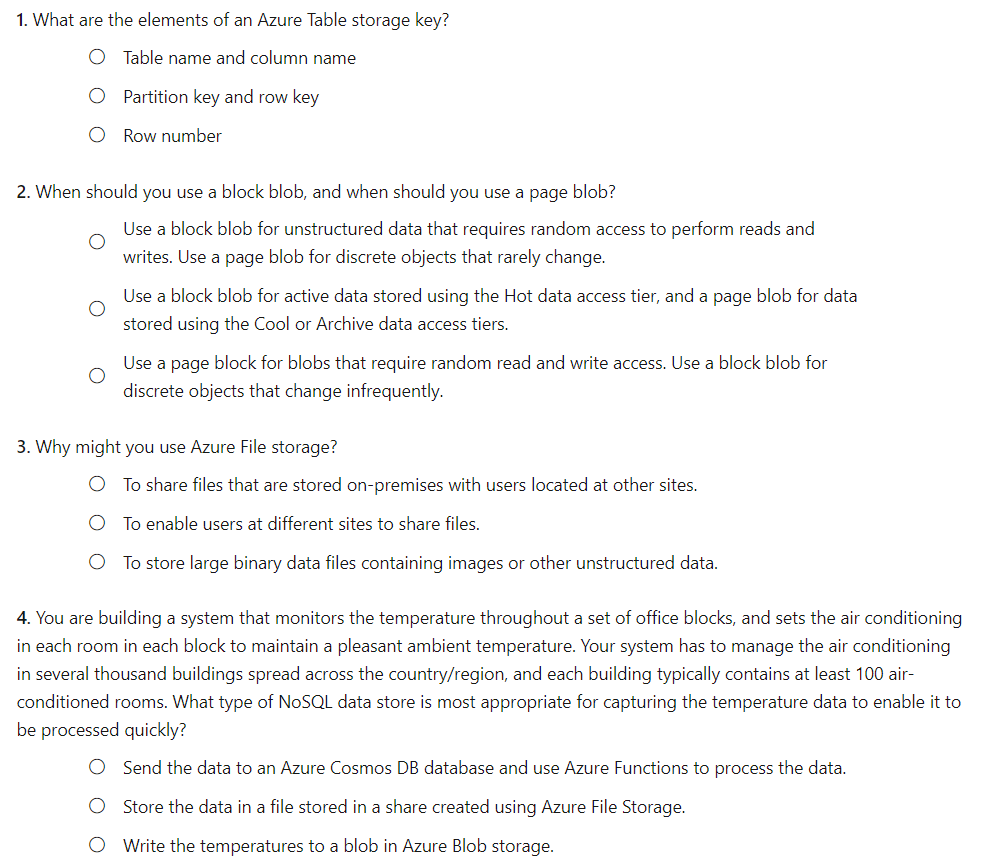 1. What are the elements of an Azure Table storage key?
Table name and column name
Partition key and row key
Row number
2. When should you use a block blob, and when should you use a page blob?
Use a block blob for unstructured data that requires random access to perform reads and
writes. Use a page blob for discrete objects that rarely change.
Use a block blob for active data stored using the Hot data access tier, and a page blob for data
stored using the Cool or Archive data access tiers.
Use a page block for blobs that require random read and write access. Use a block blob for
discrete objects that change infrequently.
3. Why might you use Azure File storage?
To share files that are stored on-premises with users located at other sites.
To enable users at different sites to share files.
To store large binary data files containing images or other unstructured data.
4. You are building a system that monitors the temperature throughout a set of office blocks, and sets the air conditioning
in each room in each block to maintain a pleasant ambient temperature. Your system has to manage the air conditioning
in several thousand buildings spread across the country/region, and each building typically contains at least 100 air-
conditioned rooms. What type of NoSQL data store is most appropriate for capturing the temperature data to enable it to
be processed quickly?
Send the data to an Azure Cosmos DB database and use Azure Functions to process the data.
Store the data in a file stored in a share created using Azure File Storage.
Write the temperatures to a blob in Azure Blob storage.